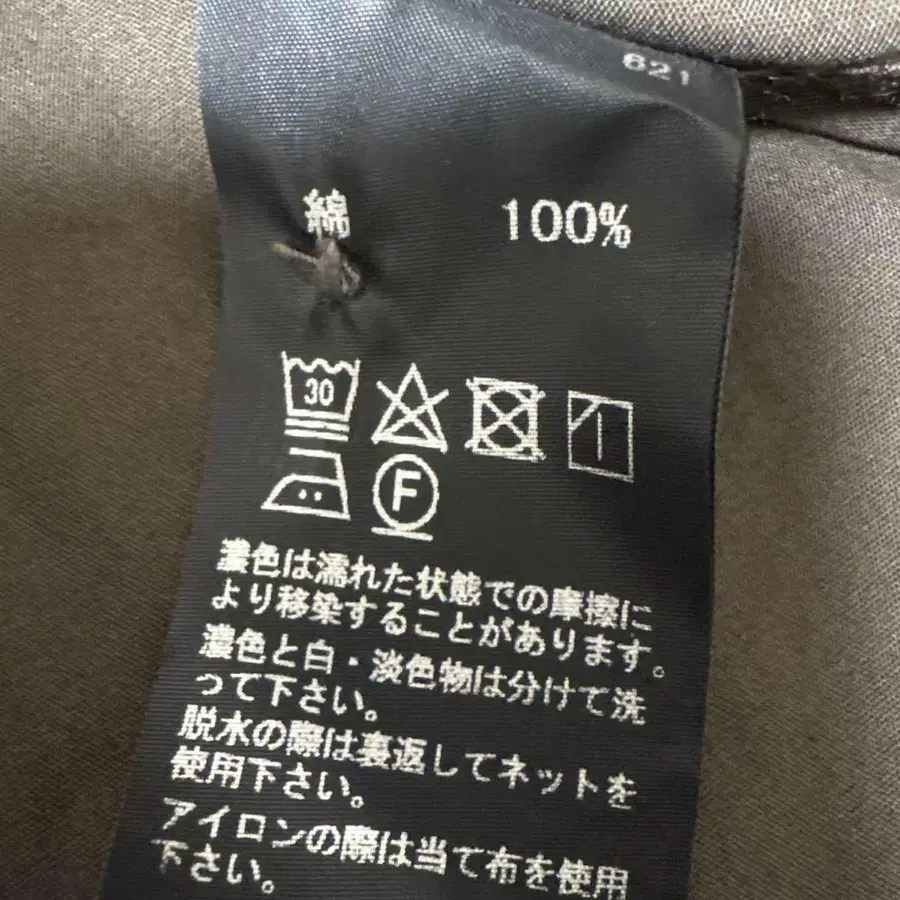 621
綿 100%
30
F
濃色は濡れた状態での摩擦に
より移染することがあります。
濃色と白・淡色物は分けて洗
って下さい。
脱水の際は裏返してネットを
使用下さい。
アイロンの際は当て布を使用
下さい。